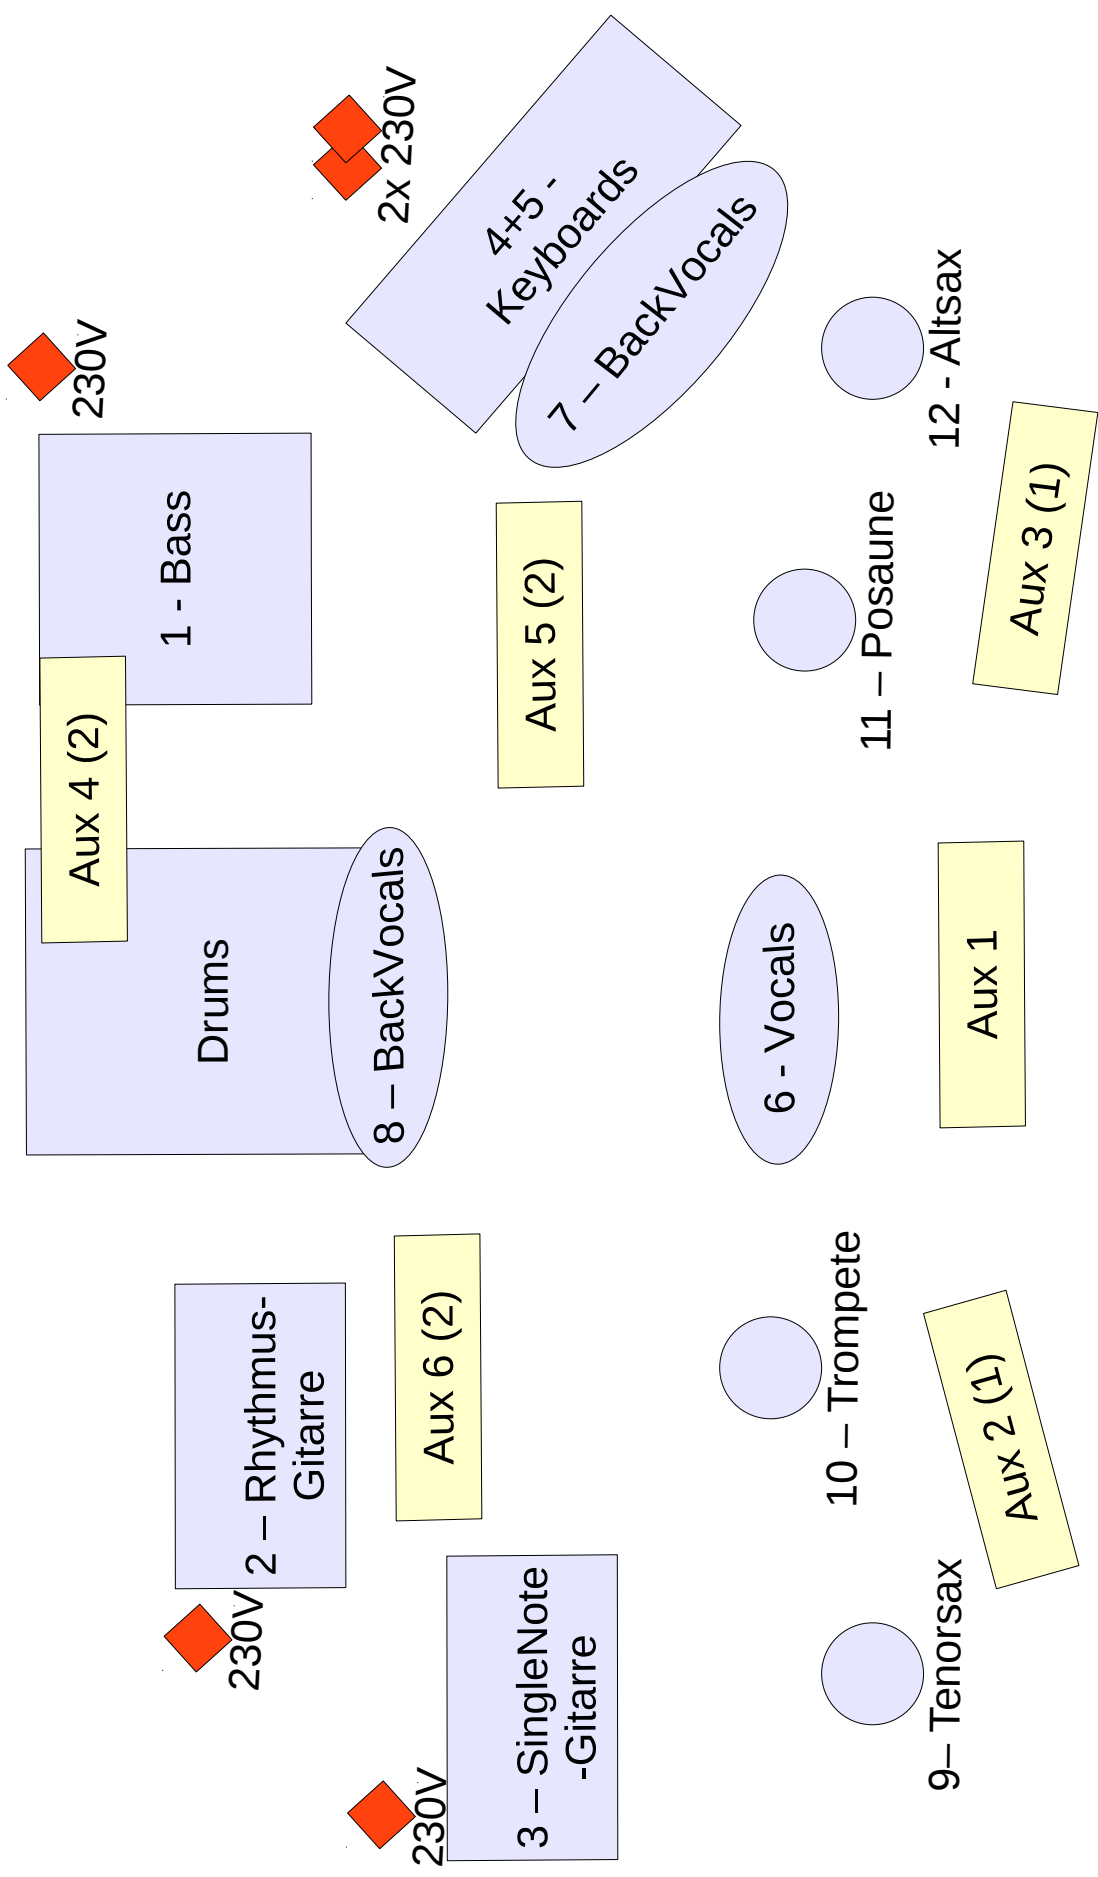 230V
1 - Bass
Aux 4 (2)
Drums
2x 230V
4+5 -
Keyboards
7 – BackVocals
8 – BackVocals
2 – Rhythmus-
Gitarre
230V
Aux 5 (2)
Aux 6 (2)
3 – SingleNote
-Gitarre
230V
12 - Altsax
11 – Posaune
6 - Vocals
10 – Trompete
9– Tenorsax
Aux 3 (1)
Aux 1
Aux 2 (1)